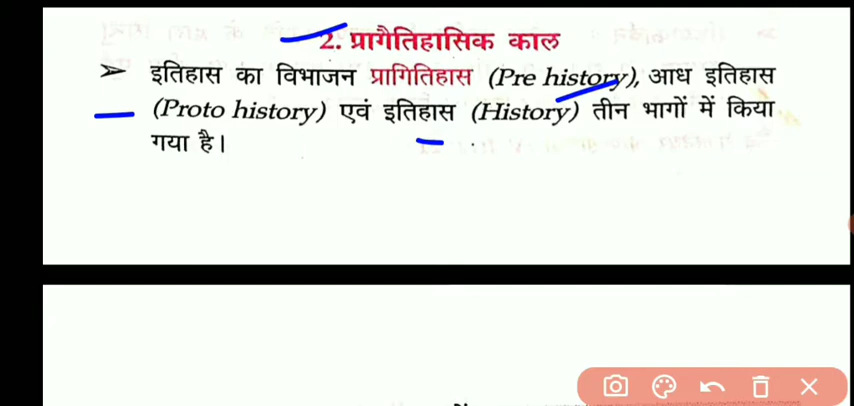 2. प्रागैतिहासिक काल
➢ इतिहास का विभाजन प्रागितिहास (Pre history), आध इतिहास
(Proto history) एवं इतिहास (History) तीन भागों में किया
गया है।